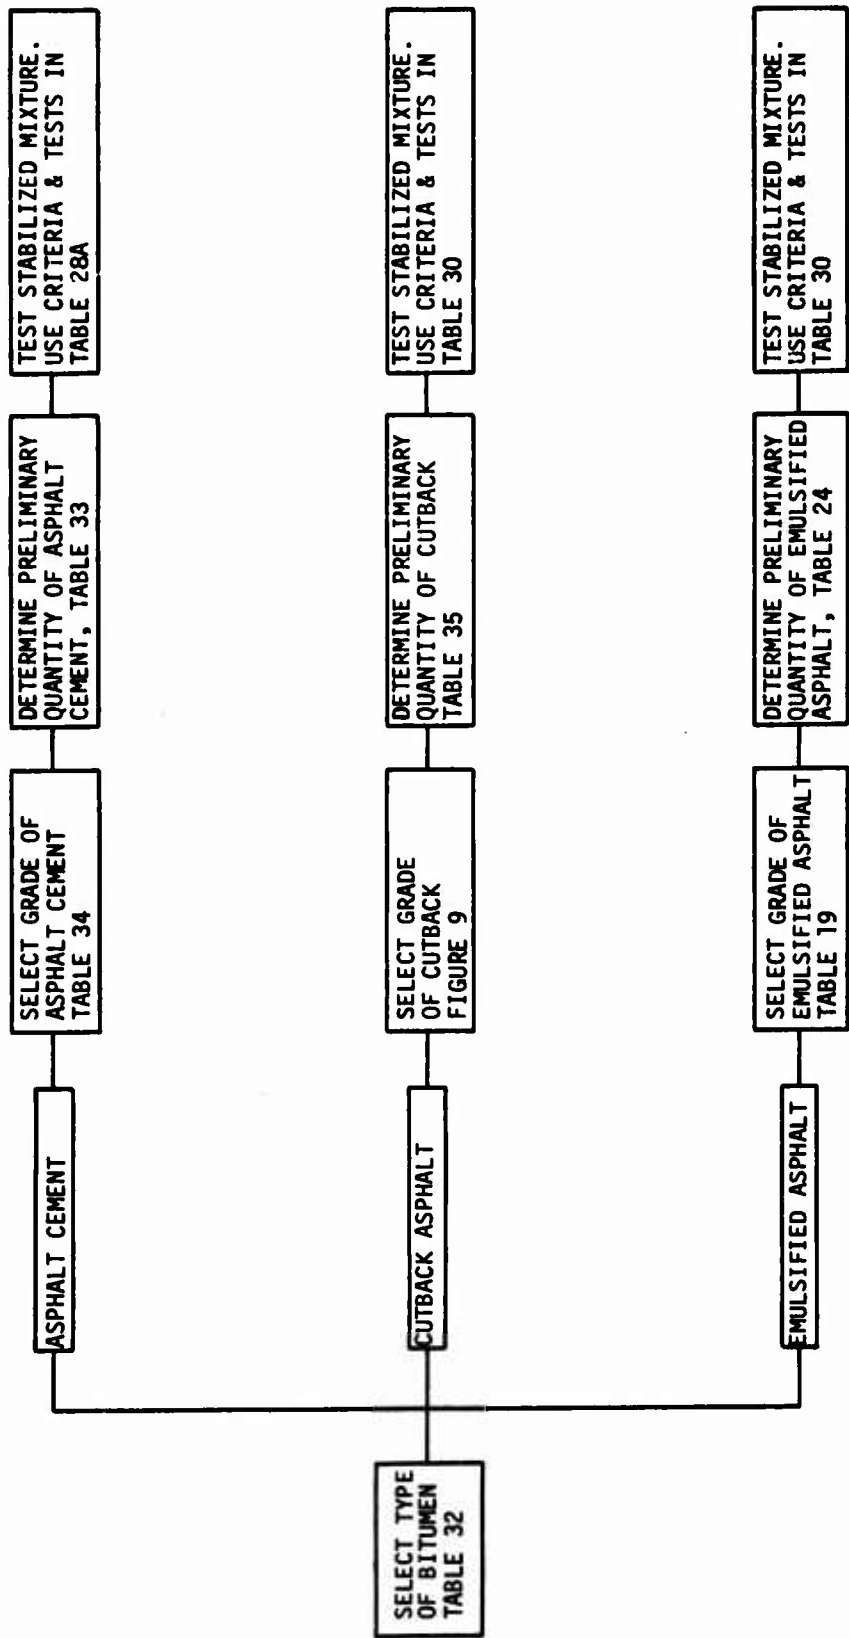 SELECT TYPE
OF BITUMEN
TABLE 32
ASPHALT CEMENT
SELECT GRADE OF
ASPHALT CEMENT
TABLE 34
DETERMINE PRELIMINARY
QUANTITY OF ASPHALT
CEMENT, TABLE 33
TEST STABILIZED MIXTURE.
USE CRITERIA & TESTS IN
TABLE 28A
CUTBACK ASPHALT
SELECT GRADE
OF CUTBACK
FIGURE 9
DETERMINE PRELIMINARY
QUANTITY OF CUTBACK
TABLE 35
TEST STABILIZED MIXTURE.
USE CRITERIA & TESTS IN
TABLE 30
EMULSIFIED ASPHALT
SELECT GRADE OF
EMULSIFIED ASPHALT
TABLE 19
DETERMINE PRELIMINARY
QUANTITY OF EMULSIFIED
ASPHALT, TABLE 24
TEST STABILIZED MIXTURE.
USE CRITERIA & TESTS IN
TABLE 30